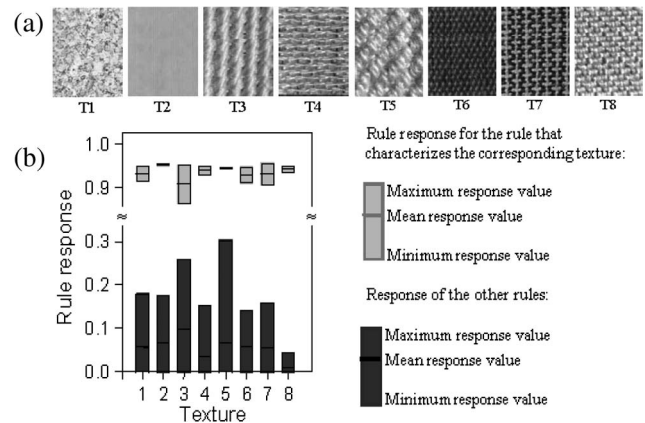 (a)
T1 T2 T3 T4 T5 T6 T7 T8
(b)
Rule response
1.0
0.9
≈ ≈
0.3
0.2
0.1
0.0
1 2 3 4 5 6 7 8
Texture
Rule response for the rule that
characterizes the corresponding texture:
Maximum response value
Mean response value
Minimum response value
Response of the other rules:
Maximum response value
Mean response value
Minimum response value